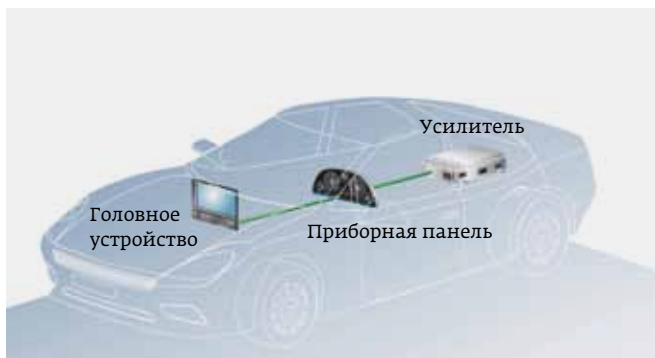 Усилитель
Головное
устройство
Приборная панель